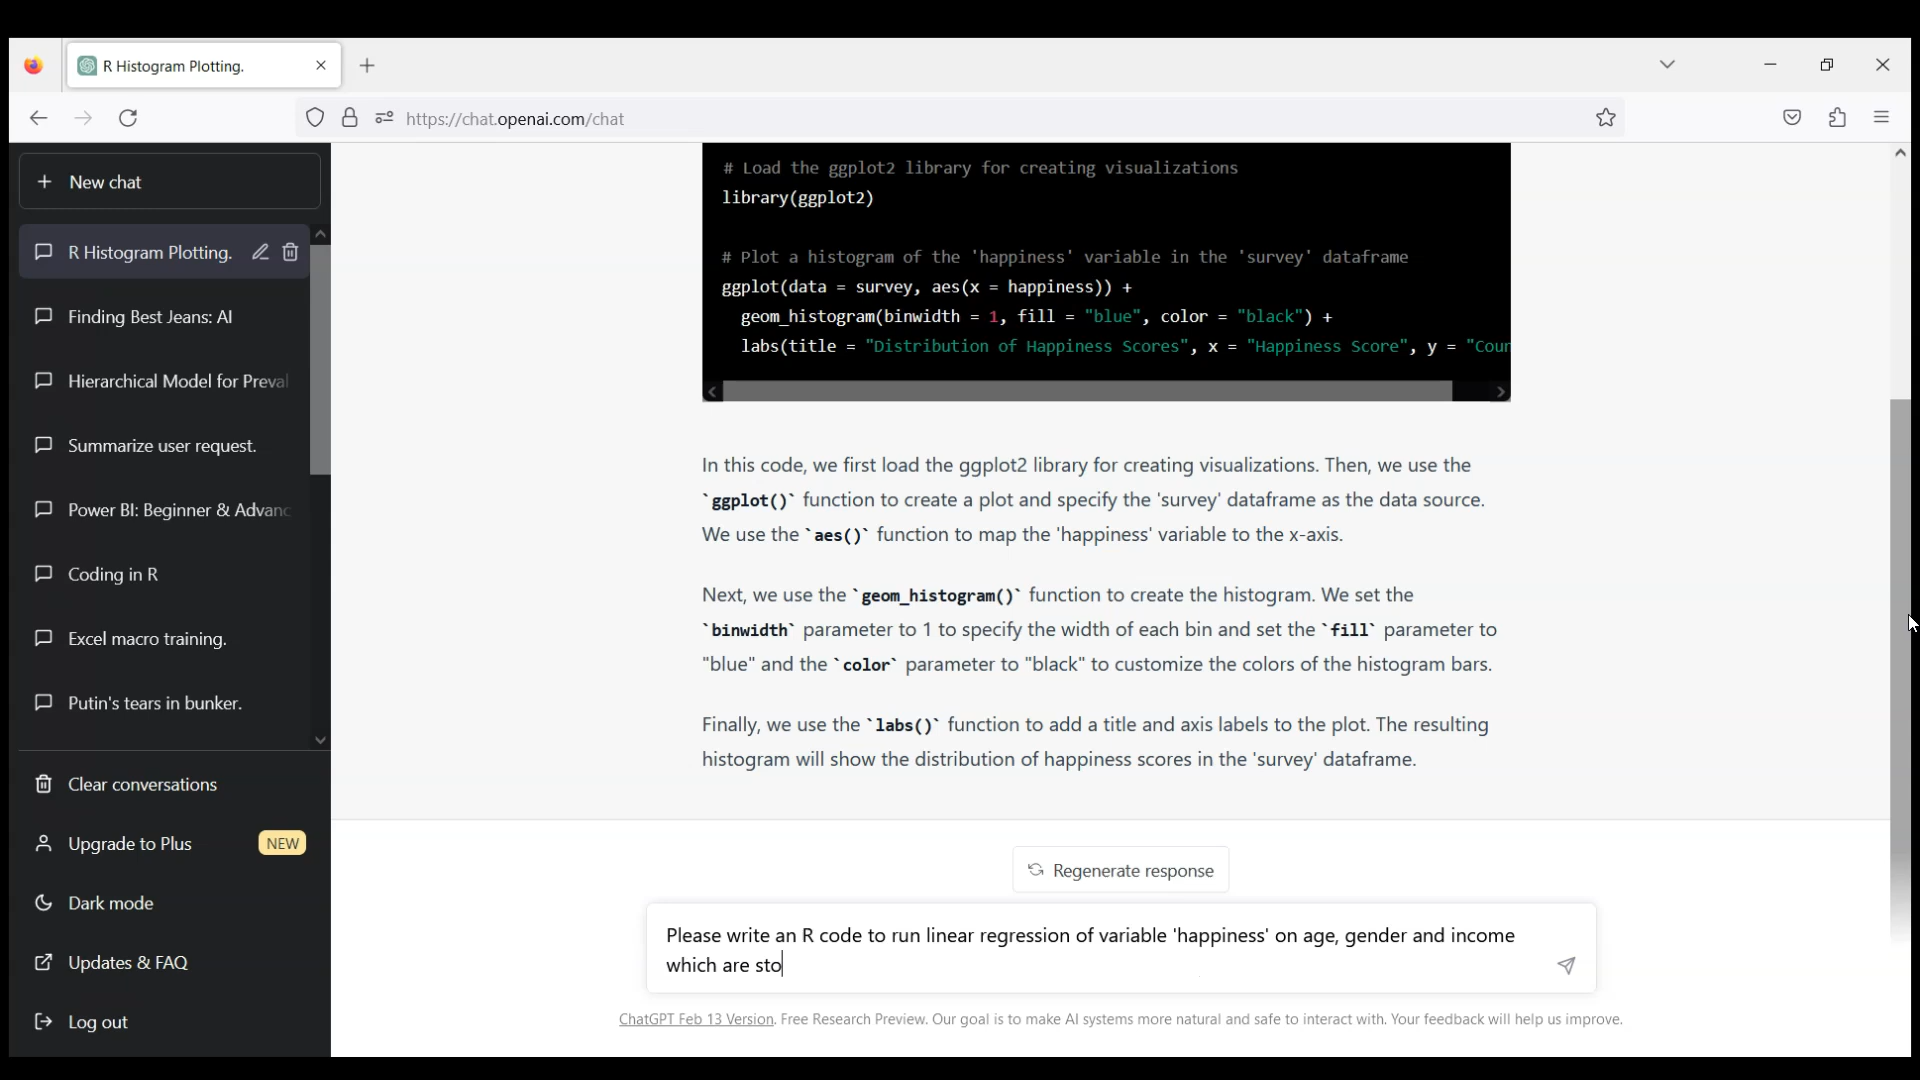 R Histogram Plotting.
https://chat.openai.com/chat
New chat
R Histogram Plotting.
Finding Best Jeans: AI
Hierarchical Model for Preval
Summarize user request.
Power BI: Beginner & Advanc
Coding in R
Excel macro training.
Putin's tears in bunker.
Clear conversations
Upgrade to Plus NEW
Dark mode
Updates & FAQ
Log out
# Load the ggplot2 library for creating visualizations
library(ggplot2)
# Plot a histogram of the 'happiness' variable in the 'survey' dataframe
ggplot(data = survey, aes(x = happiness)) +
geom_histogram(binwidth = 1, fill = "blue", color = "black") +
labs(title = "Distribution of Happiness Scores", x = "Happiness Score", y = "Coun
In this code, we first load the ggplot2 library for creating visualizations. Then, we use the
`ggplot()` function to create a plot and specify the 'survey' dataframe as the data source.
We use the `aes()` function to map the 'happiness' variable to the x-axis.
Next, we use the `geom_histogram()` function to create the histogram. We set the
`binwidth` parameter to 1 to specify the width of each bin and set the `fill` parameter to
"blue" and the `color` parameter to "black" to customize the colors of the histogram bars.
Finally, we use the `labs()` function to add a title and axis labels to the plot. The resulting
histogram will show the distribution of happiness scores in the 'survey' dataframe.
Regenerate response
Please write an R code to run linear regression of variable 'happiness' on age, gender and income
which are sto
ChatGPT Feb 13 Version. Free Research Preview. Our goal is to make AI systems more natural and safe to interact with. Your feedback will help us improve.